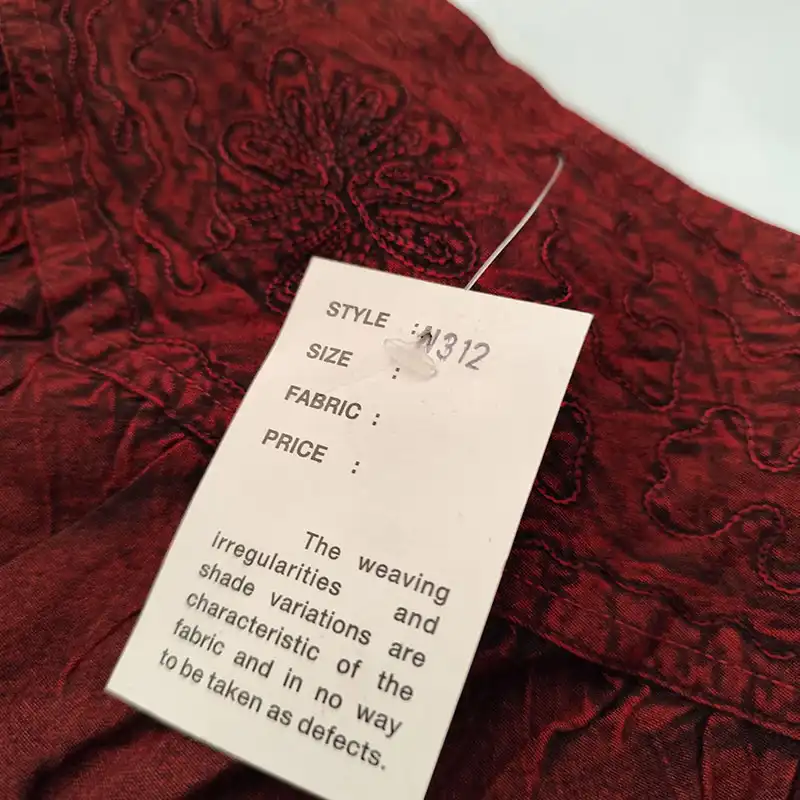 STYLE : N312
SIZE :
FABRIC :
PRICE :
The weaving
irregularities and
shade variations are
characteristic of the
fabric and in no way
to be taken as defects.